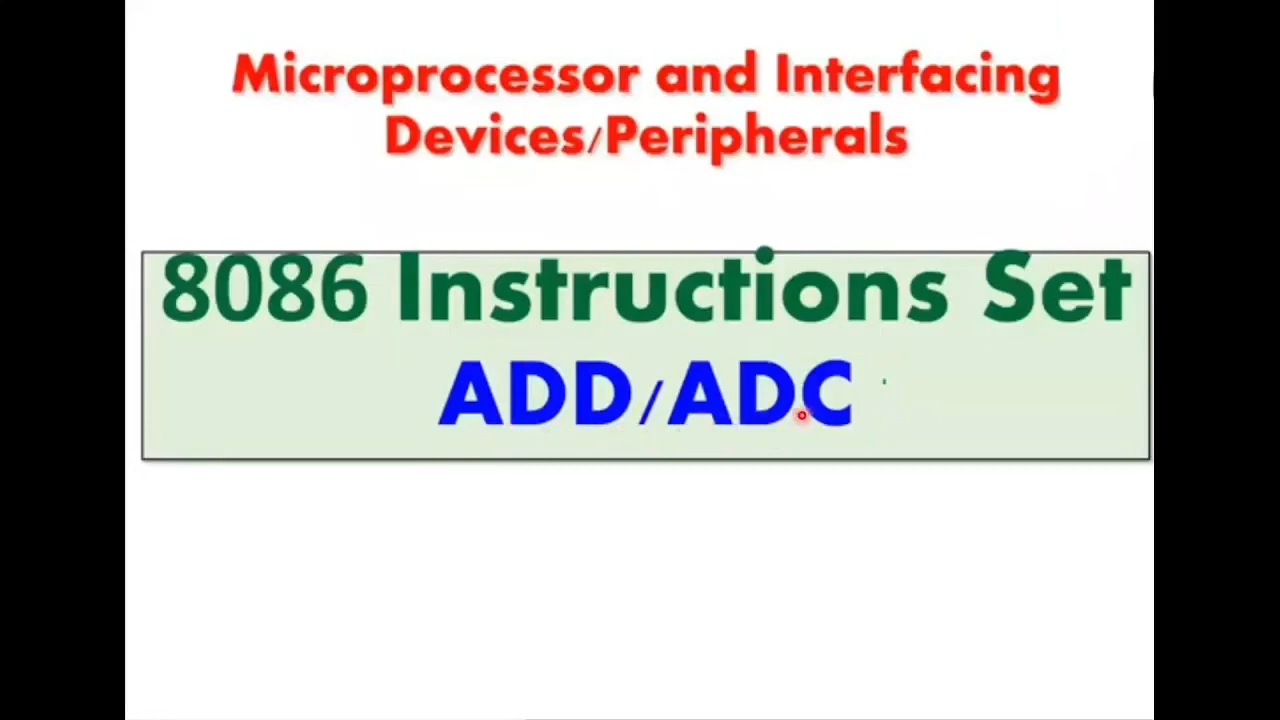 Microprocessor and Interfacing
Devices/Peripherals
8086 Instructions Set
ADD/ADC